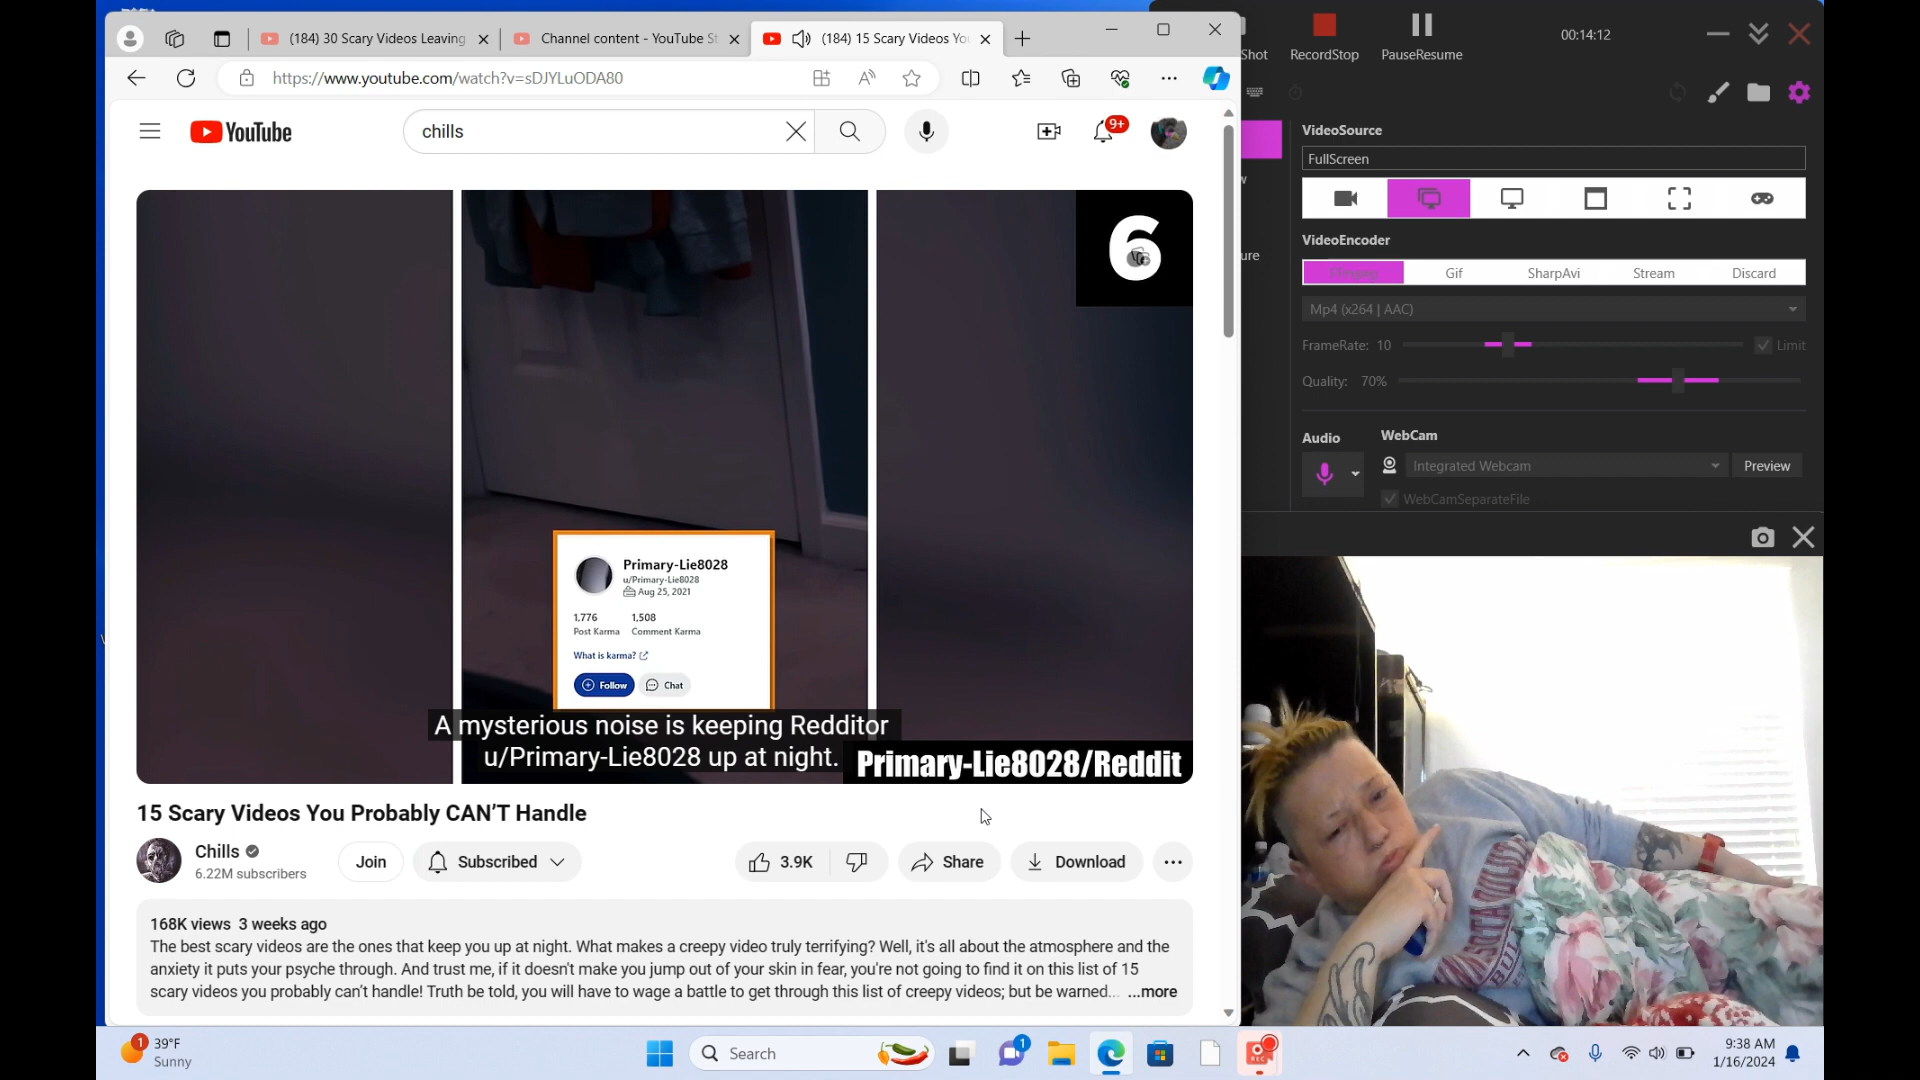 (184) 30 Scary Videos Leaving
Channel content - YouTube St
(184) 15 Scary Videos Yo
https://www.youtube.com/watch?v=sDJYLuODA80
YouTube
chills
9+
6
Primary-Lie8028
u/Primary-Lie8028
Aug 25, 2021
1,776
1,508
Post Karma
Comment Karma
What is karma?
Follow
Chat
A mysterious noise is keeping Redditor
u/Primary-Lie8028 up at night.
Primary-Lie8028/Reddit
15 Scary Videos You Probably CAN'T Handle
Chills
6.22M subscribers
Join
Subscribed
3.9K
Share
Download
168K views 3 weeks ago
The best scary videos are the ones that keep you up at night. What makes a creepy video truly terrifying? Well, it's all about the atmosphere and the
anxiety it puts your psyche through. And trust me, if it doesn't make you jump out of your skin in fear, you're not going to find it on this list of 15
scary videos you probably can't handle! Truth be told, you will have to wage a battle to get through this list of creepy videos; but be warned... ...more
Shot
RecordStop
PauseResume
00:14:12
w
ure
VideoSource
FullScreen
VideoEncoder
FFmpeg
Gif
SharpAvi
Stream
Discard
Mp4 (x264 | AAC)
FrameRate: 10
Limit
Quality: 70%
Audio
WebCam
Integrated Webcam
Preview
WebCamSeparateFile
1
39°F
Sunny
Search
1
REC
9:38 AM
1/16/2024